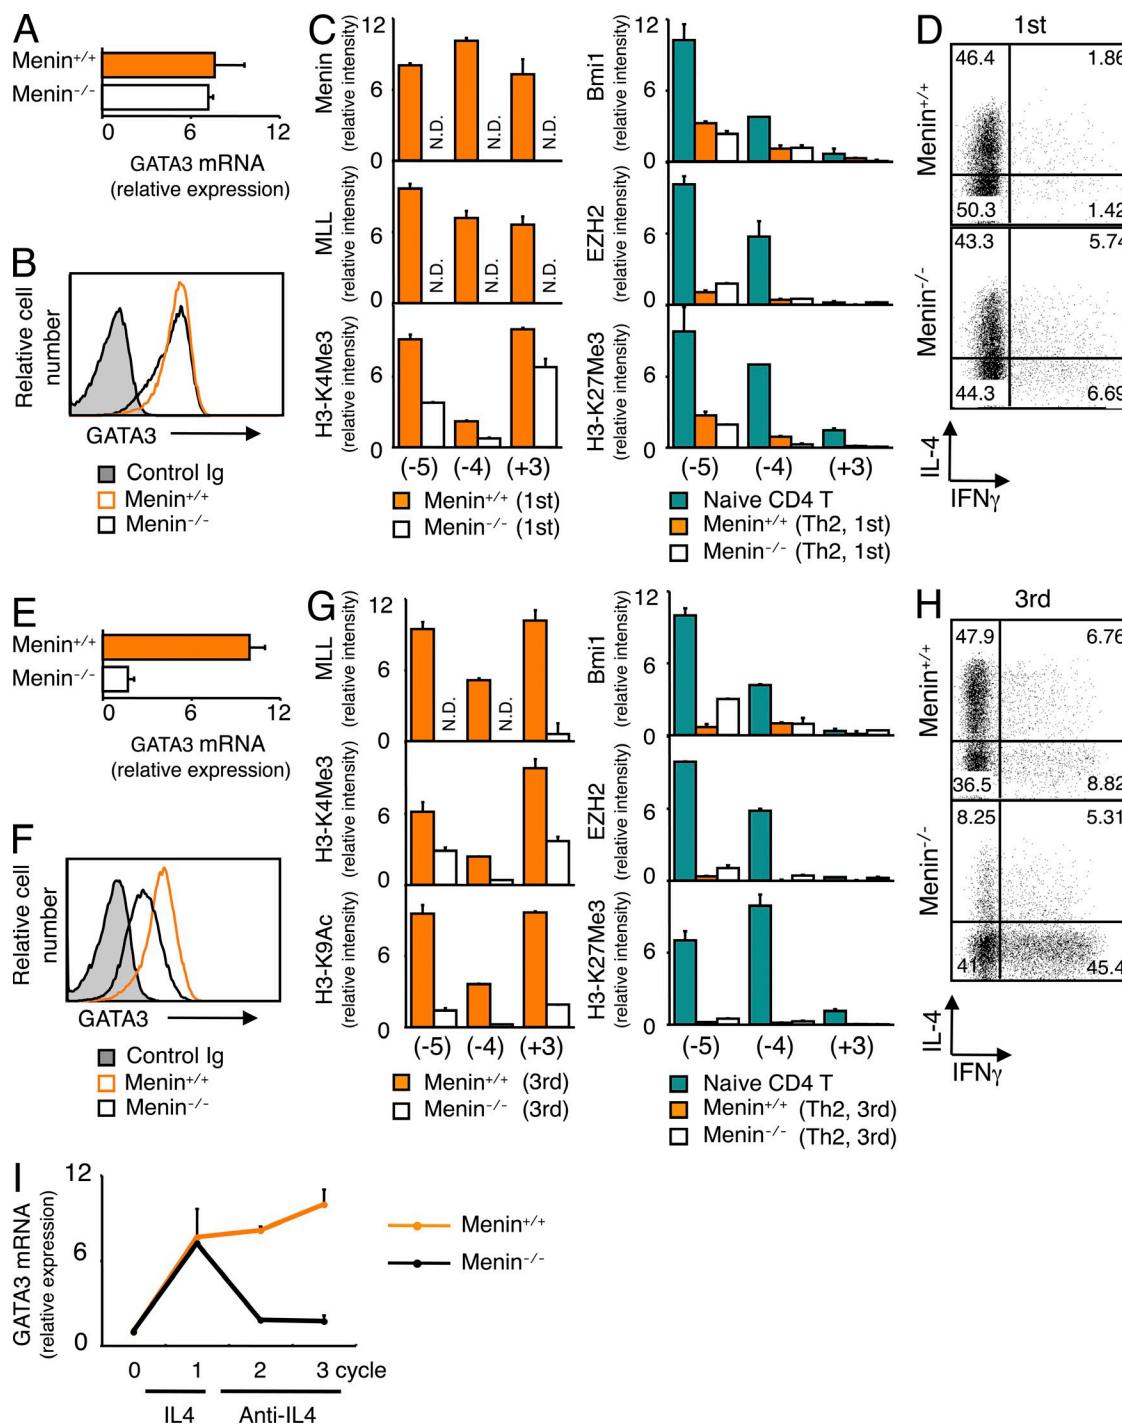 A
Menin+/+
Menin-/-
0 6 12
GATA3 mRNA
(relative expression)
B
Relative cell
number
GATA3
Control Ig
Menin+/+
Menin-/-
C
Menin
(relative intensity)
12
6
0
N.D. N.D. N.D.
MLL
(relative intensity)
6
0
N.D. N.D. N.D.
H3-K4Me3
(relative intensity)
6
0
(-5) (-4) (+3)
Menin+/+ (1st)
Menin-/- (1st)
Bmi1
(relative intensity)
12
6
0
EZH2
(relative intensity)
6
0
H3-K27Me3
(relative intensity)
6
0
(-5) (-4) (+3)
Naive CD4 T
Menin+/+ (Th2, 1st)
Menin-/- (Th2, 1st)
D
1st
Menin+/+
46.4 1.86
50.3 1.42
Menin-/-
43.3 5.74
44.3 6.69
IL-4
IFNγ
E
Menin+/+
Menin-/-
0 6 12
GATA3 mRNA
(relative expression)
F
Relative cell
number
GATA3
Control Ig
Menin+/+
Menin-/-
G
MLL
(relative intensity)
12
6
0
N.D. N.D.
H3-K4Me3
(relative intensity)
6
0
H3-K9Ac
(relative intensity)
6
0
(-5) (-4) (+3)
Menin+/+ (3rd)
Menin-/- (3rd)
Bmi1
(relative intensity)
12
6
0
EZH2
(relative intensity)
6
0
H3-K27Me3
(relative intensity)
6
0
(-5) (-4) (+3)
Naive CD4 T
Menin+/+ (Th2, 3rd)
Menin-/- (Th2, 3rd)
H
3rd
Menin+/+
47.9 6.76
36.5 8.82
Menin-/-
8.25 5.31
41 45.4
IL-4
IFNγ
I
GATA3 mRNA
(relative expression)
12
6
0
0 1 2 3 cycle
IL4 Anti-IL4
Menin+/+
Menin-/-